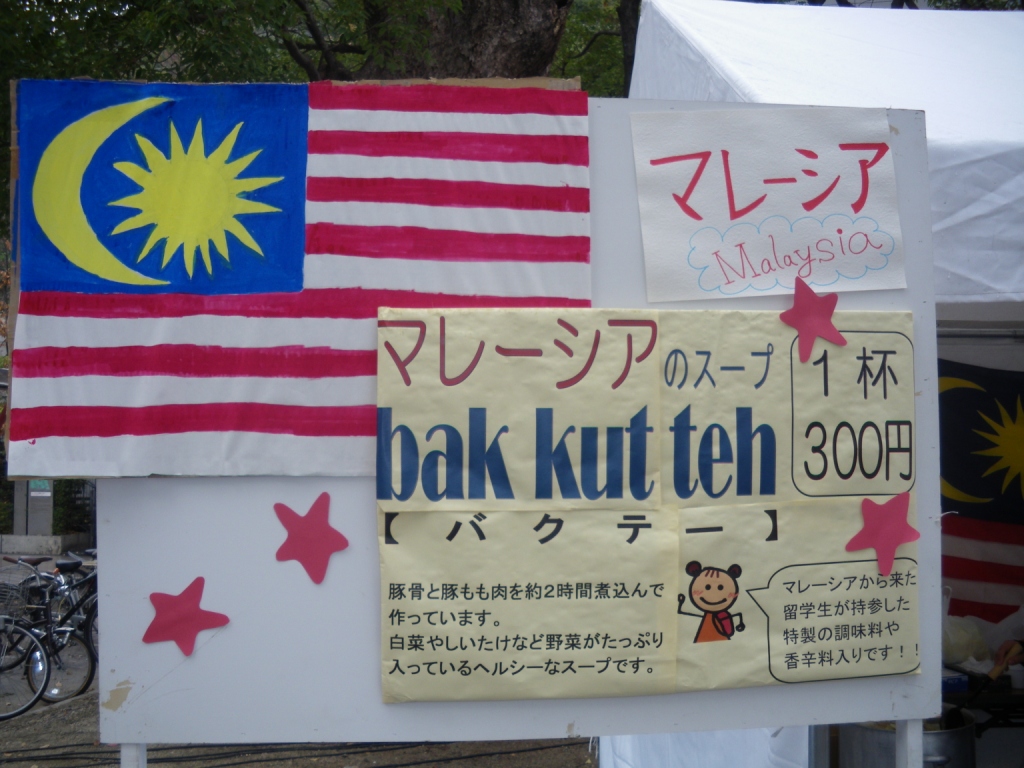 マレーシア
Malaysia
マレーシアのスープ
bak kut teh
【バクテー】
1杯
300円
豚骨と豚もも肉を約2時間煮込んで
作っています。
白菜やしいたけなど野菜がたっぷり
入っているヘルシーなスープです。
マレーシアから来た
留学生が持参した
特製の調味料や
香辛料入りです！！